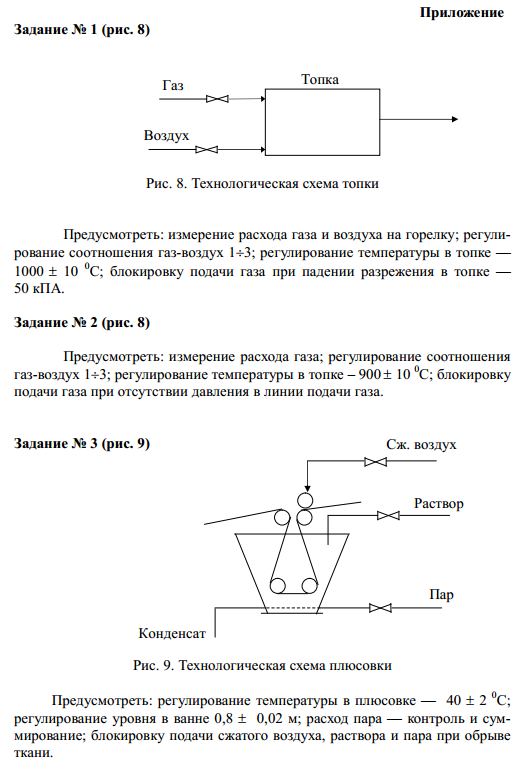 Приложение
Задание № 1 (рис. 8)
Газ
Топка
Воздух
Рис. 8. Технологическая схема топки
Предусмотреть: измерение расхода газа и воздуха на горелку; регули-
рование соотношения газ-воздух 1÷3; регулирование температуры в топке —
1000 ± 10 ⁰С; блокировку подачи газа при падении разрежения в топке —
50 кПА.
Задание № 2 (рис. 8)
Предусмотреть: измерение расхода газа; регулирование соотношения
газ-воздух 1÷3; регулирование температуры в топке – 900 ± 10 ⁰С; блокировку
подачи газа при отсутствии давления в линии подачи газа.
Задание № 3 (рис. 9)
Сж. воздух
Раствор
Пар
Конденсат
Рис. 9. Технологическая схема плюсовки
Предусмотреть: регулирование температуры в плюсовке — 40 ± 2 ⁰С;
регулирование уровня в ванне 0,8 ± 0,02 м; расход пара — контроль и сум-
мирование; блокировку подачи сжатого воздуха, раствора и пара при обрыве
ткани.